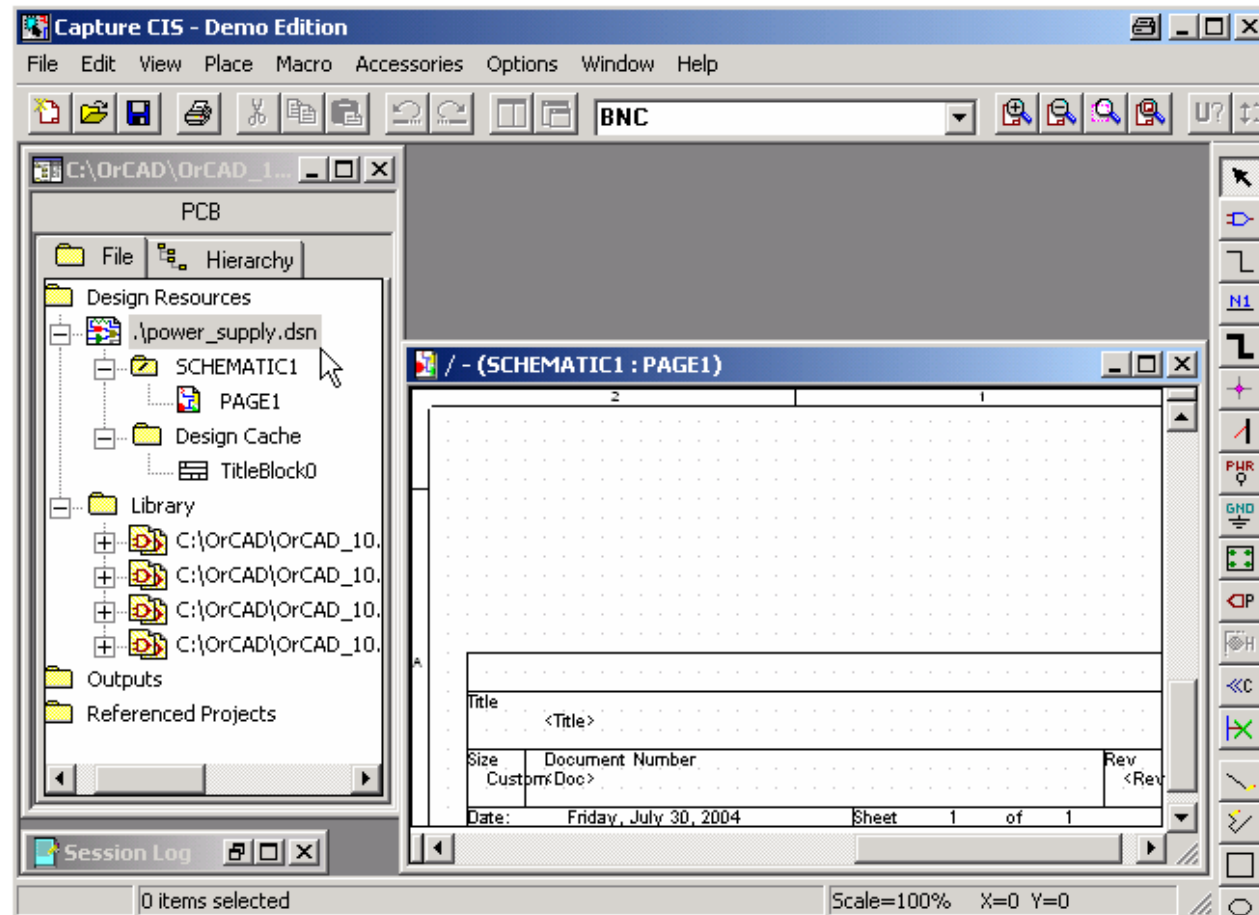 Capture CIS - Demo Edition
File Edit View Place Macro Accessories Options Window Help
BNC
U?
C:\OrCAD\OrCAD_1...
PCB
File Hierarchy
Design Resources
.\power_supply.dsn
SCHEMATIC1
PAGE1
Design Cache
TitleBlock0
Library
C:\OrCAD\OrCAD_10.
C:\OrCAD\OrCAD_10.
C:\OrCAD\OrCAD_10.
C:\OrCAD\OrCAD_10.
Outputs
Referenced Projects
Session Log
/ - (SCHEMATIC1 : PAGE1)
2 1
A
Title
<Title>
Size Document Number Rev
Custom <Doc> <Rev
Date: Friday, July 30, 2004 Sheet 1 of 1
N1
PWR
GND
P
H
C
0 items selected Scale=100% X=0 Y=0